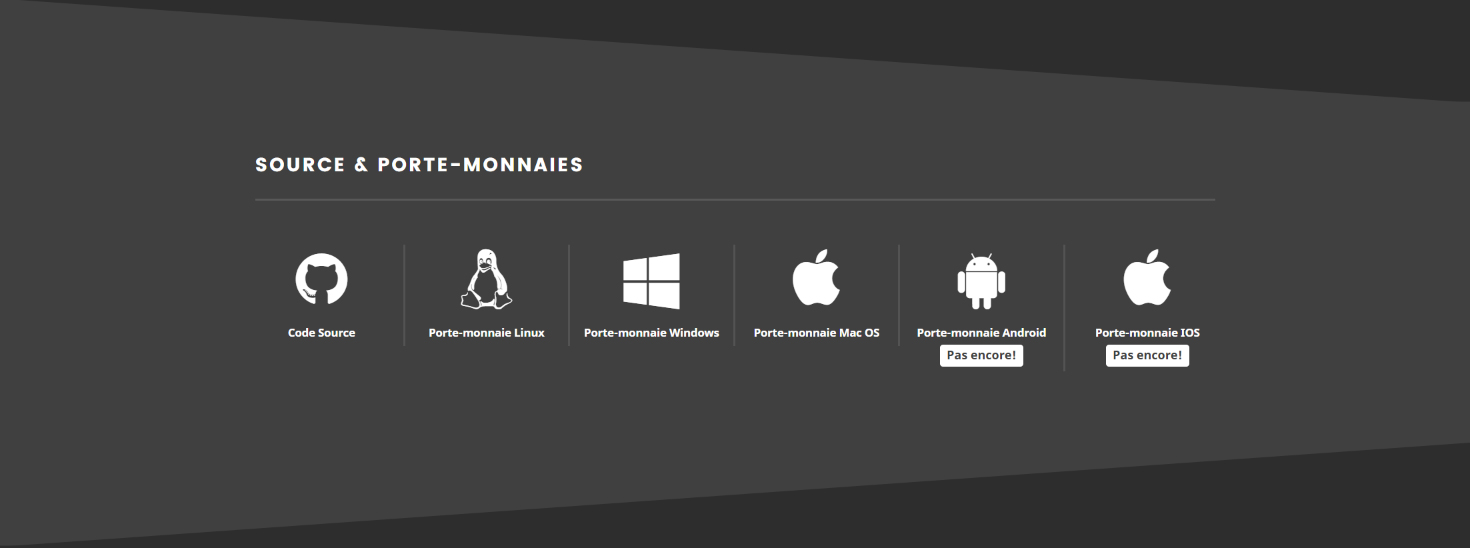 SOURCE & PORTE-MONNAIES
Code Source
Porte-monnaie Linux
Porte-monnaie Windows
Porte-monnaie Mac OS
Porte-monnaie Android
Pas encore!
Porte-monnaie IOS
Pas encore!